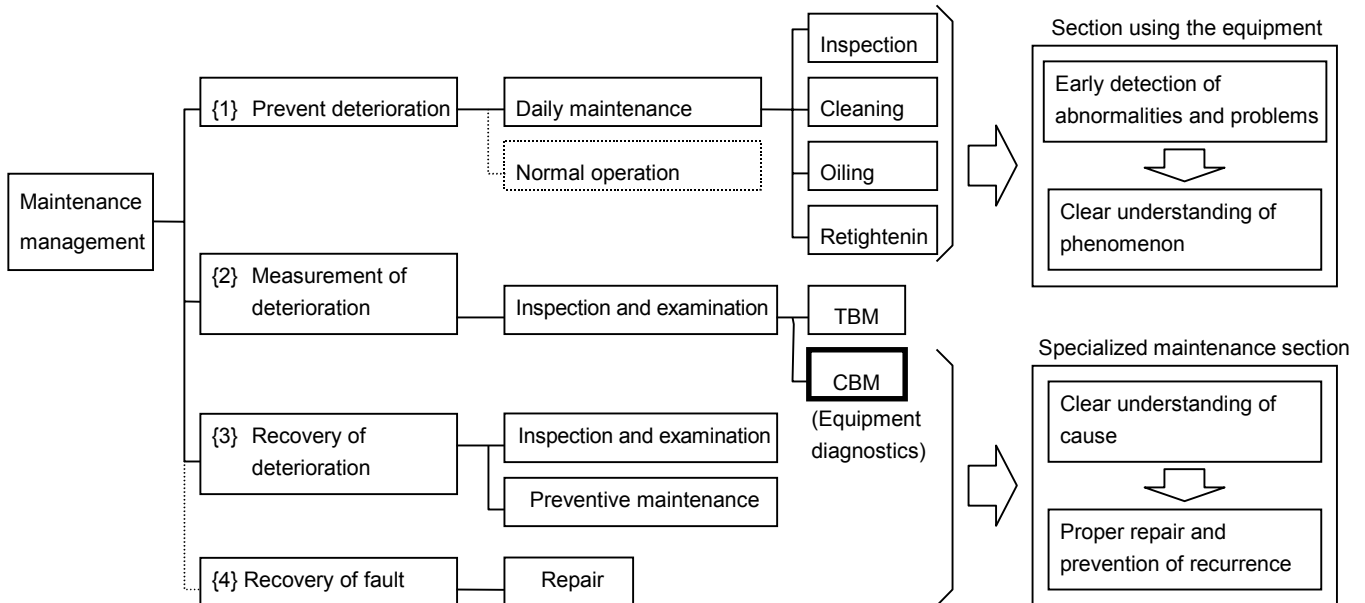 Maintenance
management
{1} Prevent deterioration
Daily maintenance
Normal operation
Inspection
Cleaning
Oiling
Retightenin
Section using the equipment
Early detection of
abnormalities and problems
Clear understanding of
phenomenon
{2} Measurement of
deterioration
Inspection and examination
TBM
CBM
(Equipment
diagnostics)
{3} Recovery of
deterioration
Inspection and examination
Preventive maintenance
{4} Recovery of fault
Repair
Specialized maintenance section
Clear understanding of
cause
Proper repair and
prevention of recurrence